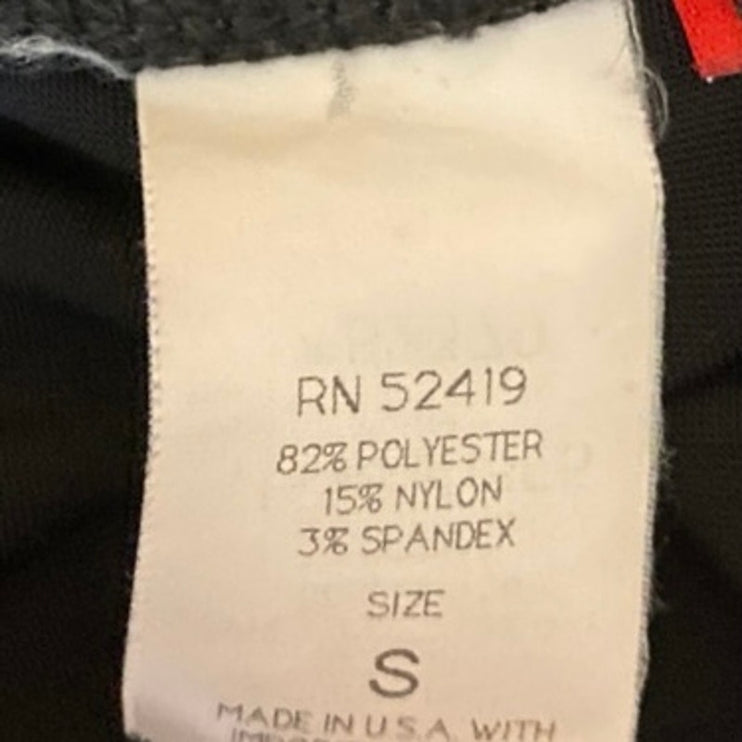 RN 52419
82% POLYESTER
15% NYLON
3% SPANDEX
SIZE
S
MADE IN U.S.A. WITH